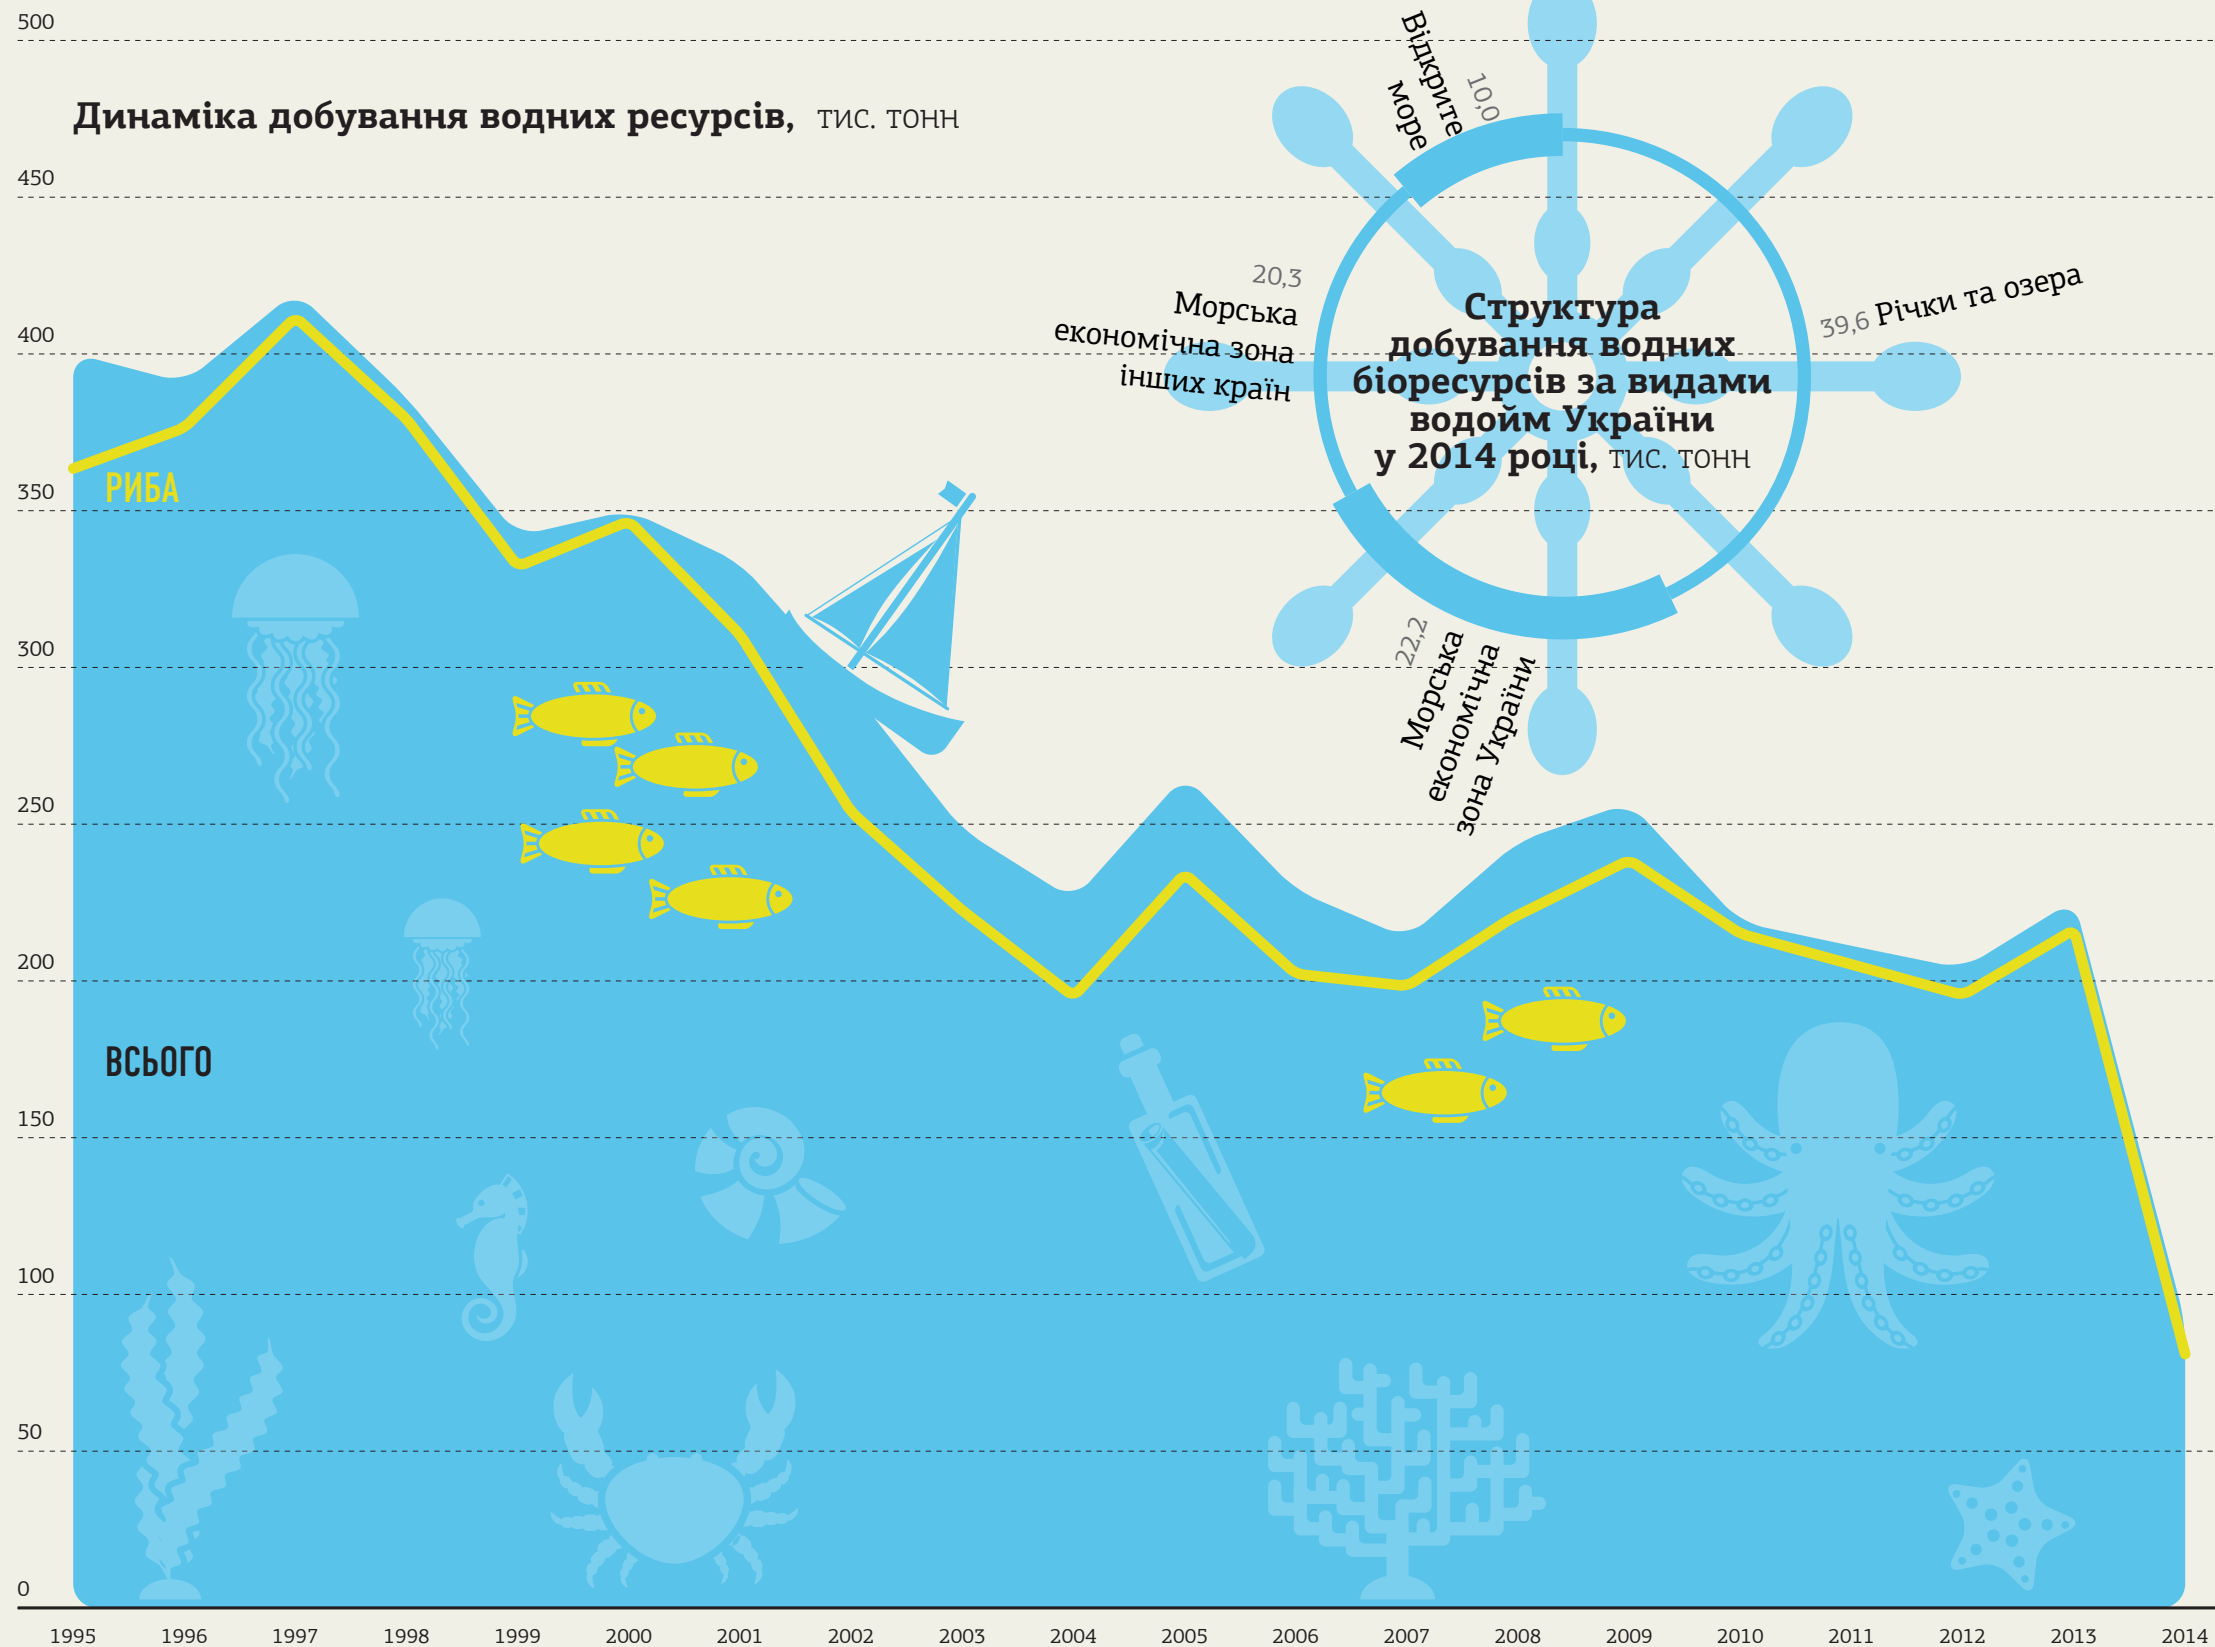 500
Динаміка добування водних ресурсів, тис. тонн
450
400
350
300
250
200
150
100
50
0
РИБА
ВСЬОГО
Відкрите
море
10,0
20,3
Морська
економічна зона
інших країн
39,6 Річки та озера
Структура
добування водних
біоресурсів за видами
водойм України
у 2014 році, тис. тонн
22,2
Морська
економічна
зона України
1995 1996 1997 1998 1999 2000 2001 2002 2003 2004 2005 2006 2007 2008 2009 2010 2011 2012 2013 2014